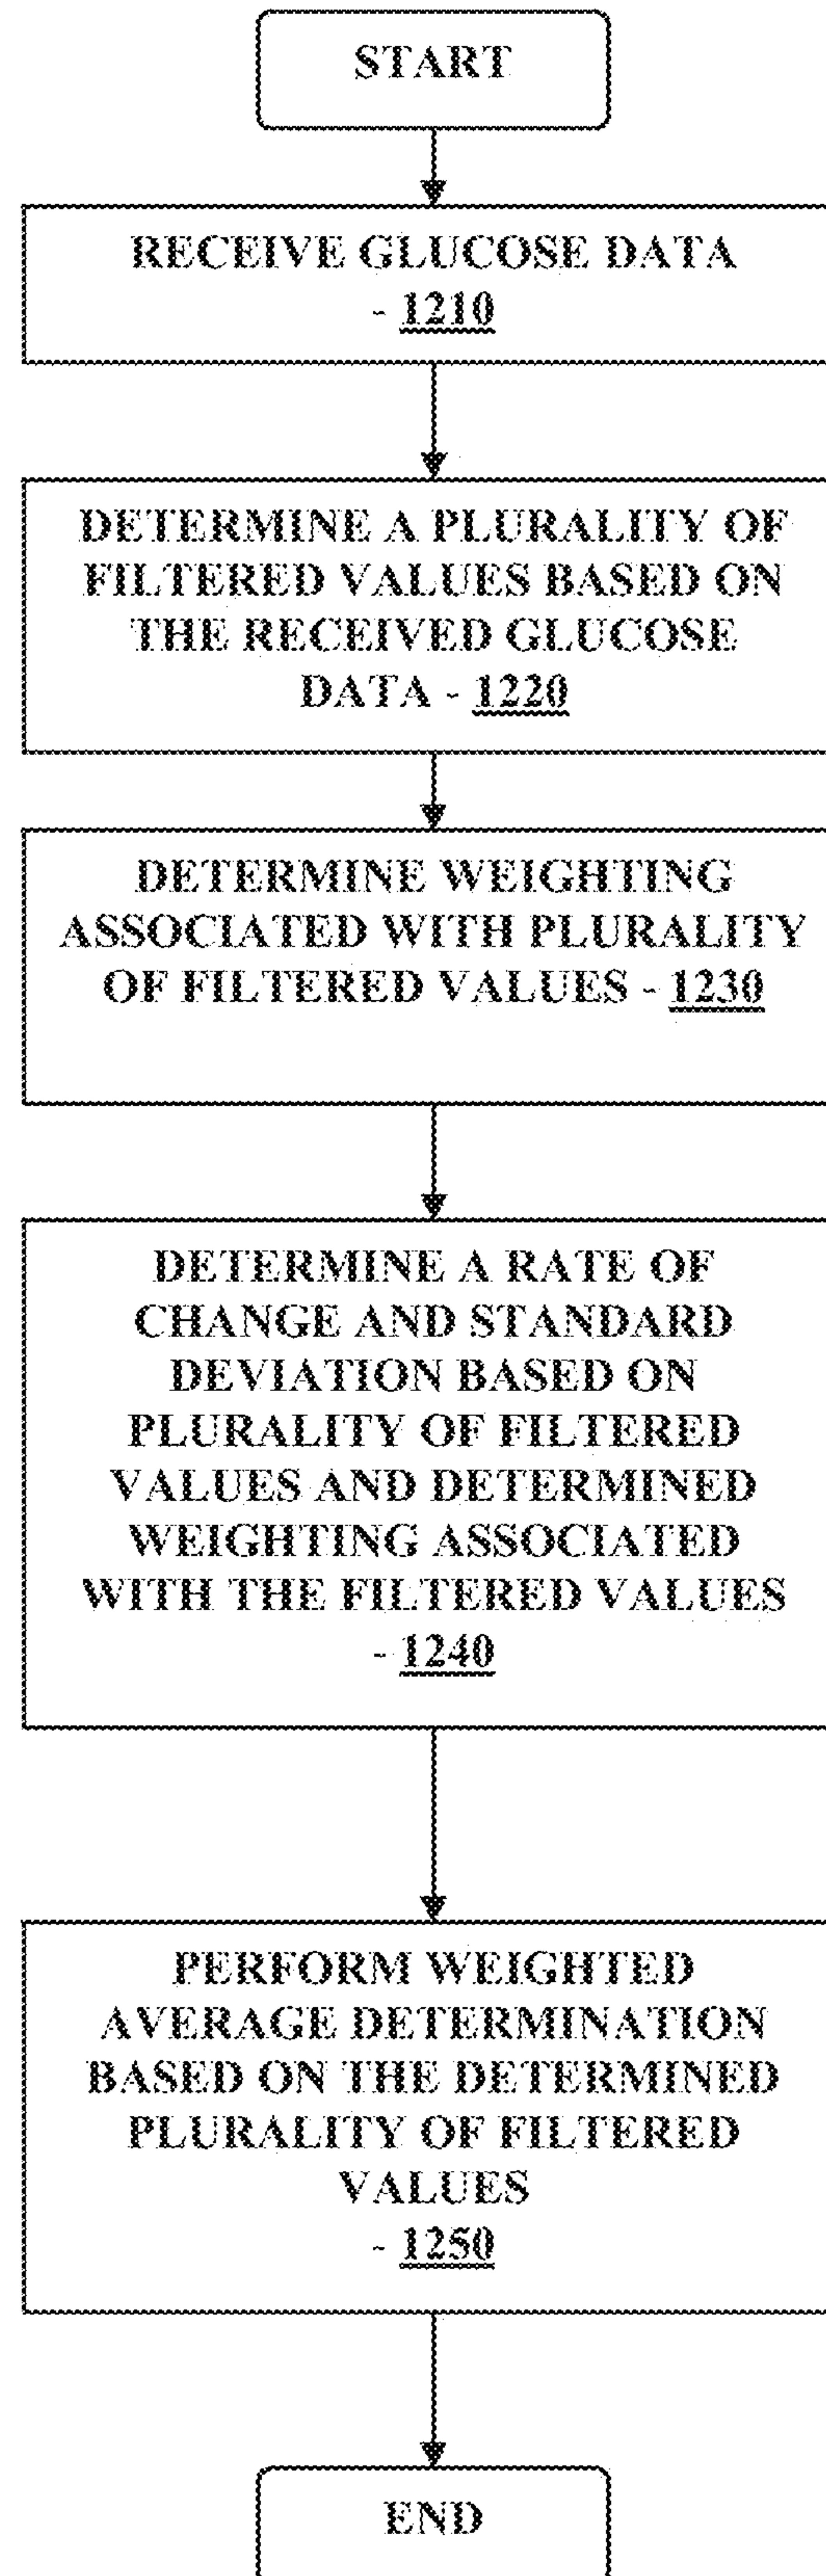 START
RECEIVE GLUCOSE DATA
- 1210
DETERMINE A PLURALITY OF
FILTERED VALUES BASED ON
THE RECEIVED GLUCOSE
DATA - 1220
DETERMINE WEIGHTING
ASSOCIATED WITH PLURALITY
OF FILTERED VALUES - 1230
DETERMINE A RATE OF
CHANGE AND STANDARD
DEVIATION BASED ON
PLURALITY OF FILTERED
VALUES AND DETERMINED
WEIGHTING ASSOCIATED
WITH THE FILTERED VALUES
- 1240
PERFORM WEIGHTED
AVERAGE DETERMINATION
BASED ON THE DETERMINED
PLURALITY OF FILTERED
VALUES
- 1250
END